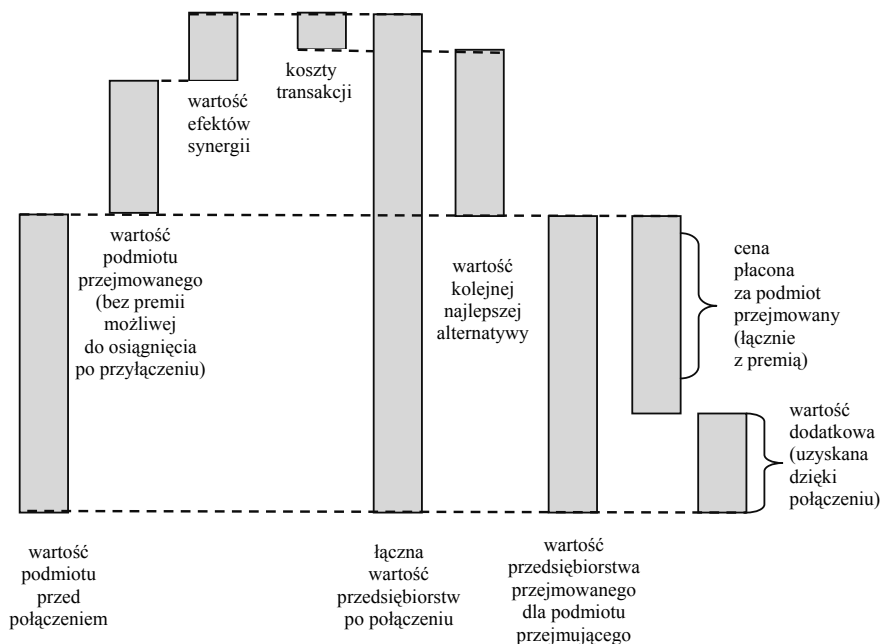 koszty
transakcji
wartość
efektów
synergii
wartość
podmiotu
przejmowanego
(bez premii
możliwej
do osiągnięcia
po przyłączeniu)
wartość
kolejnej
najlepszej
alternatywy
cena
płacona
za podmiot
przejmowany
(łącznie
z premią)
wartość
dodatkowa
(uzyskana
dzięki
połączeniu)
wartość
podmiotu
przed
połączeniem
łączna
wartość
przedsiębiorstw
po połączeniu
wartość
przedsiębiorstwa
przejmowanego
dla podmiotu
przejmującego